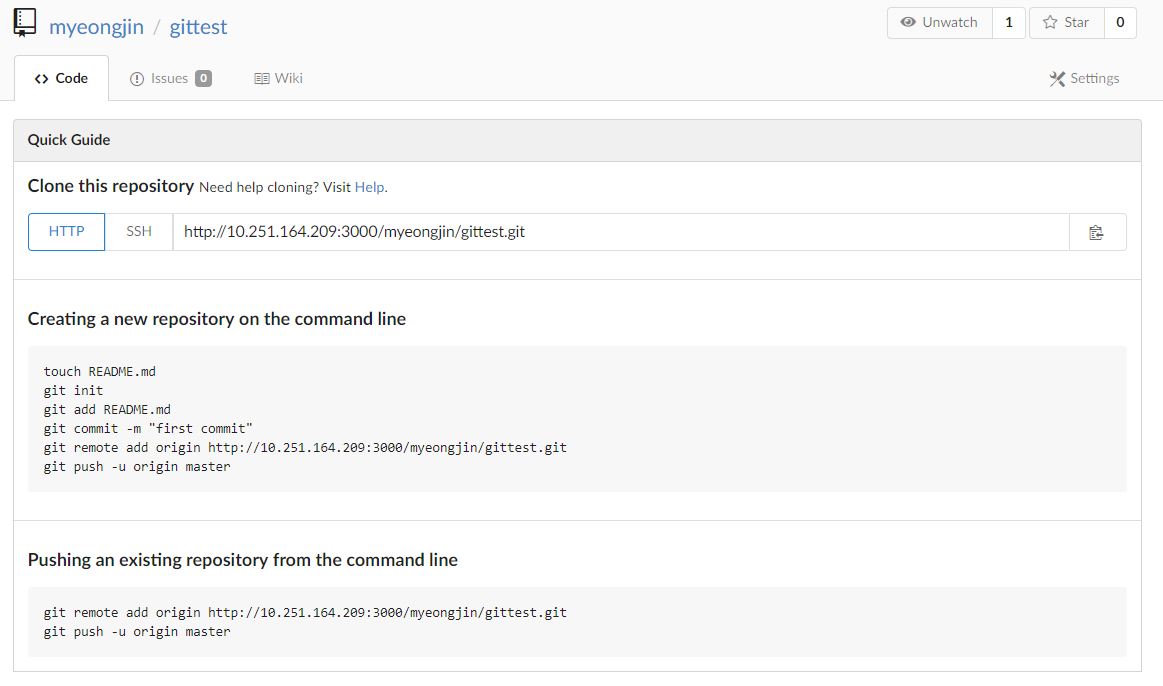 myeongjin / gittest
Unwatch 1 Star 0
Code Issues 0 Wiki Settings
Quick Guide
Clone this repository Need help cloning? Visit Help.
HTTP SSH http://10.251.164.209:3000/myeongjin/gittest.git
Creating a new repository on the command line
touch README.md
git init
git add README.md
git commit -m "first commit"
git remote add origin http://10.251.164.209:3000/myeongjin/gittest.git
git push -u origin master
Pushing an existing repository from the command line
git remote add origin http://10.251.164.209:3000/myeongjin/gittest.git
git push -u origin master